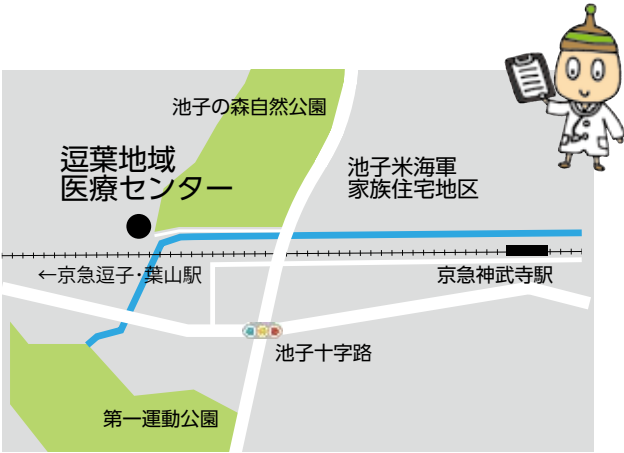 池子の森自然公園
逗葉地域
医療センター
池子米海軍
家族住宅地区
←京急逗子・葉山駅
京急神武寺駅
池子十字路
第一運動公園